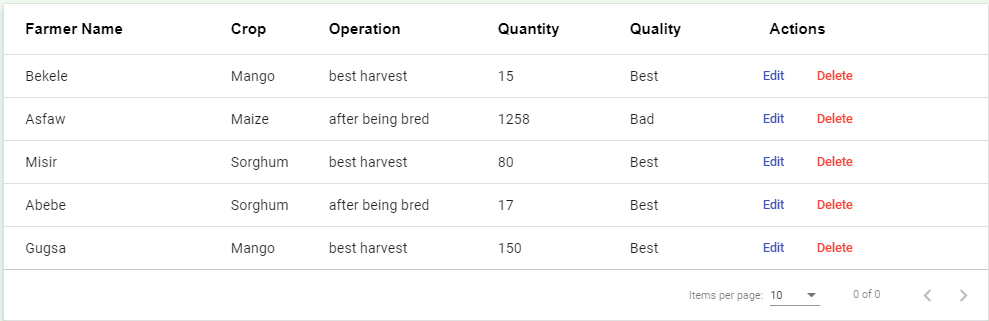 Farmer Name Crop Operation Quantity Quality Actions
Bekele Mango best harvest 15 Best Edit Delete
Asfaw Maize after being bred 1258 Bad Edit Delete
Misir Sorghum best harvest 80 Best Edit Delete
Abebe Sorghum after being bred 17 Best Edit Delete
Gugsa Mango best harvest 150 Best Edit Delete
Items per page: 10 0 of 0